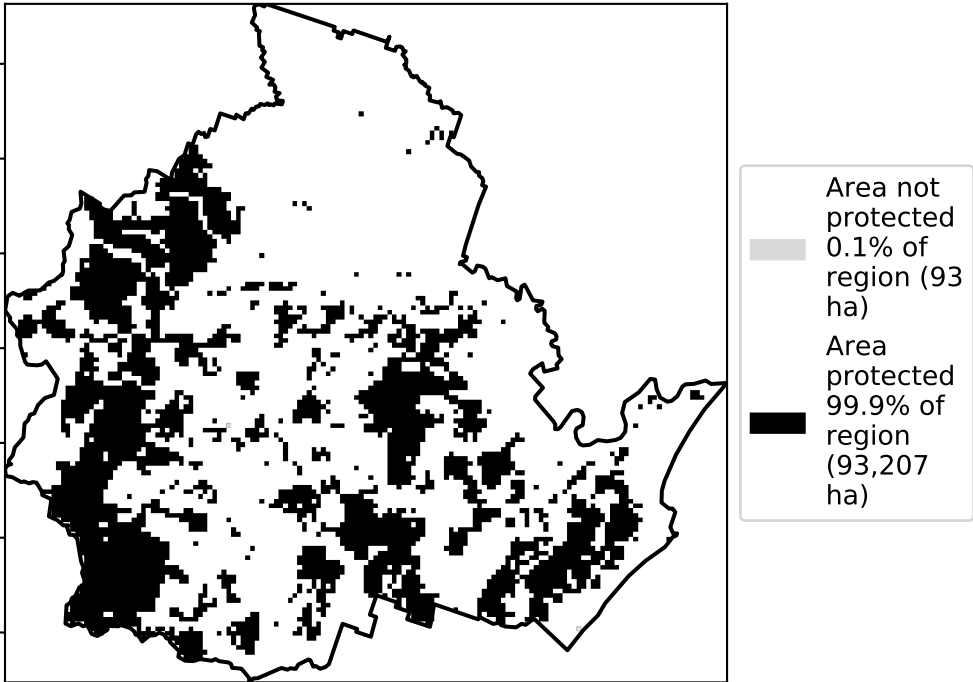 Area not
protected
0.1% of
region (93
ha)
Area
protected
99.9% of
region
(93,207
ha)